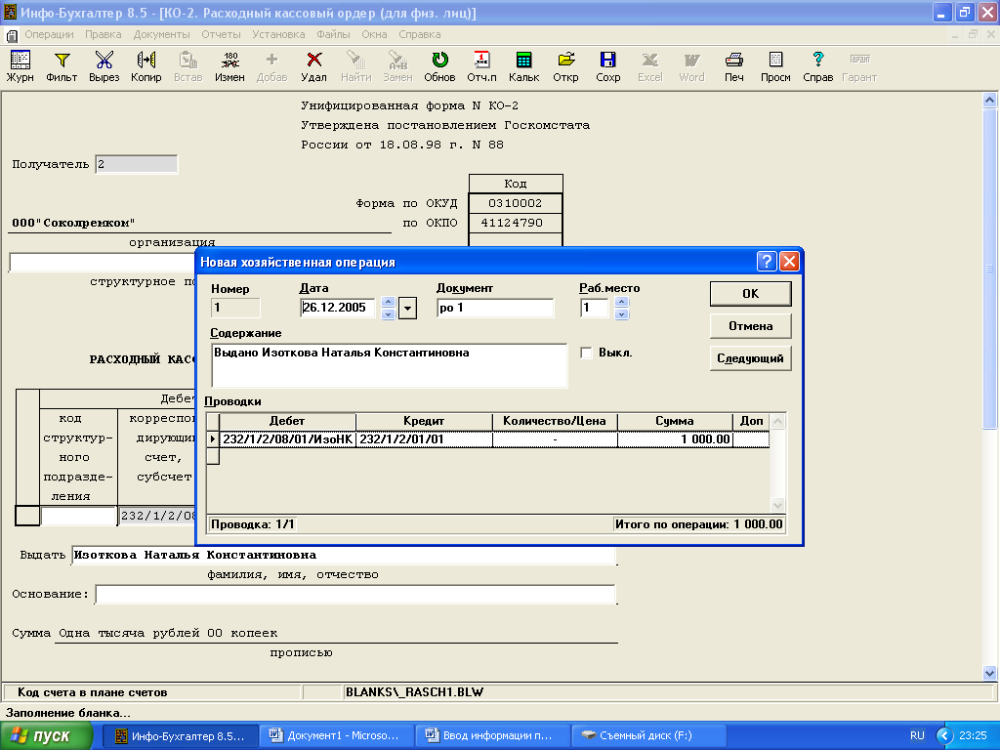 Инфо-Бухгалтер 8.5 - [КО-2. Расходный кассовый ордер (для физ. лиц)]
Операции Правка Документы Отчеты Установка Файлы Окна Справка
180
Журн Фильт Вырез Копир Встав Измен Добав Удал Найти Замен Обнов Отч.п Кальк Откр Сохр Excel Word Печ Просм Справ Гарант
Унифицированная форма N КО-2
Утверждена постановлением Госкомстата
России от 18.08.98 г. N 88
Получатель 2
Код
Форма по ОКУД 0310002
ООО"Соколремком" по ОКПО 41124790
организация
структурное по
Новая хозяйственная операция
Номер Дата Документ Раб.место
1 26.12.2005 ро 1 1
OK
Отмена
Следующий
Содержание
Выдано Изоткова Наталья Константиновна
Выкл.
Проводки
Дебет Кредит Количество/Цена Сумма Доп
232/1/2/08/01/ИзоНК 232/1/2/01/01 - 1 000.00
Проводка: 1/1 Итого по операции: 1 000.00
РАСХОДНЫЙ КАСС
Дебет
код корреспон
структур- дирующи
ного счет,
подразде- субсчет
ления
232/1/2/08
Выдать Изоткова Наталья Константиновна
фамилия, имя, отчество
Основание:
Сумма Одна тысяча рублей 00 копеек
прописью
Код счета в плане счетов BLANKS\_RASCH1.BLW
Заполнение бланка...
пуск Инфо-Бухгалтер 8.5... Документ1 - Microso... Ввод информации п... Съемный диск (F:) RU 23:25